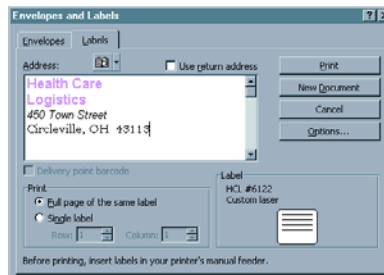 Envelopes and Labels
Envelopes Labels
Address:
Use return address
Health Care
Logistics
450 Town Street
Circleville, OH 43113
Delivery point barcode
Print
Full page of the same label
Single label
Row: 1 Column: 1
Print
New Document
Cancel
Options...
Label
HCL #6122
Custom laser
Before printing, insert labels in your printer's manual feeder.